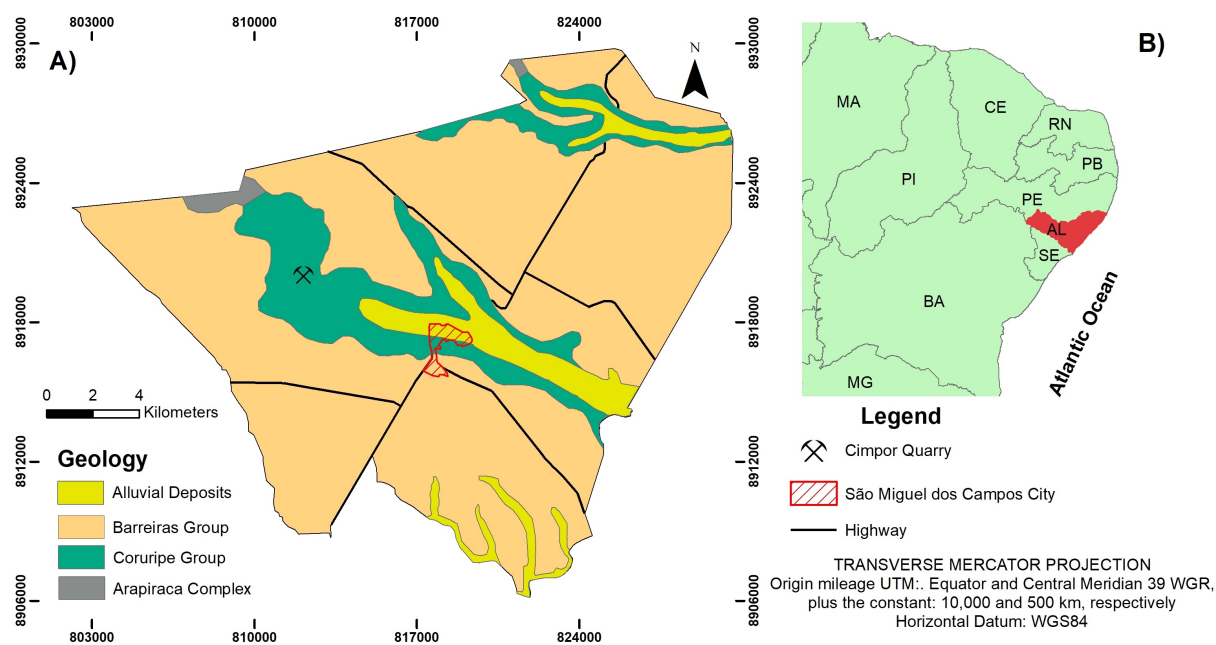 803000
810000
817000
824000
8930000
8924000
8918000
8912000
8906000
A)
N
0
2
4
Kilometers
Geology
Alluvial Deposits
Barreiras Group
Coruripe Group
Arapiraca Complex
8930000
8924000
8918000
8912000
8906000
803000
810000
817000
824000
B)
MA
CE
RN
PB
PI
PE
AL
SE
BA
MG
Atlantic Ocean
Legend
Cimpor Quarry
São Miguel dos Campos City
Highway
TRANSVERSE MERCATOR PROJECTION
Origin mileage UTM:. Equator and Central Meridian 39 WGR,
plus the constant: 10,000 and 500 km, respectively
Horizontal Datum: WGS84